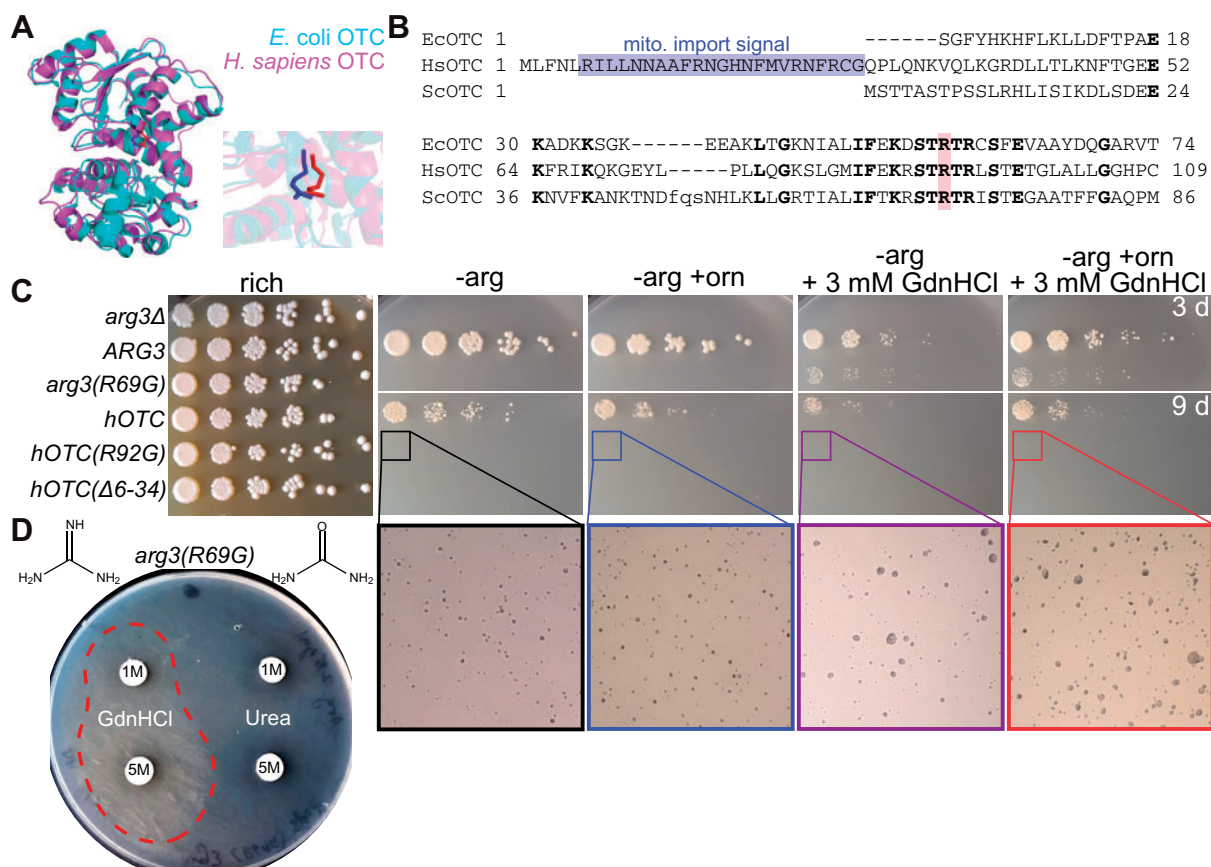 A
E. coli OTC
H. sapiens OTC
B
mito. import signal
EcOTC 1 ------SGFYHKHFLKLLDFTPAE 18
HsOTC 1 MLFNLRILLNNAAFRNGHNFMVRNFRCGQPLQNKVQLKGRDLLTLKNFTGEE 52
ScOTC 1 MSTTASTPSSLRHLISIKDLSDEE 24
EcOTC 30 KADKKSGK------EEAKLTGKNIALIFEKDSTRTRCSFEVAAYDQGARVT 74
HsOTC 64 KFRIKQKGEYL-----PLLQGKSLGMIFEKRSTRTRLSTETGLALLGGHPC 109
ScOTC 36 KNVFKANKTNDfqsNHLKLLGRTIALIFTKRSTRTRISTEGAATFFGAQPM 86
C
rich
-arg
-arg +orn
-arg
+ 3 mM GdnHCl
-arg +orn
+ 3 mM GdnHCl
3 d
9 d
arg3Δ
ARG3
arg3(R69G)
hOTC
hOTC(R92G)
hOTC(Δ6-34)
D
NH
H2N
NH2
arg3(R69G)
O
H2N
NH2
1M
1M
GdnHCl
Urea
5M
5M